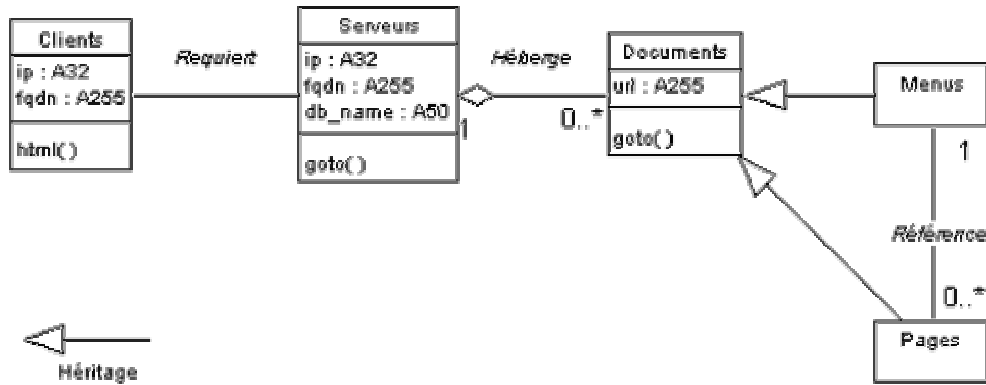 Clients
ip : A32
fqdn : A255
html()
Requiert
Serveurs
ip : A32
fqdn : A255
db_name : A50
goto()
Héberge
1
0..*
Documents
url : A255
goto()
Menus
1
Référence
0..*
Pages
Héritage